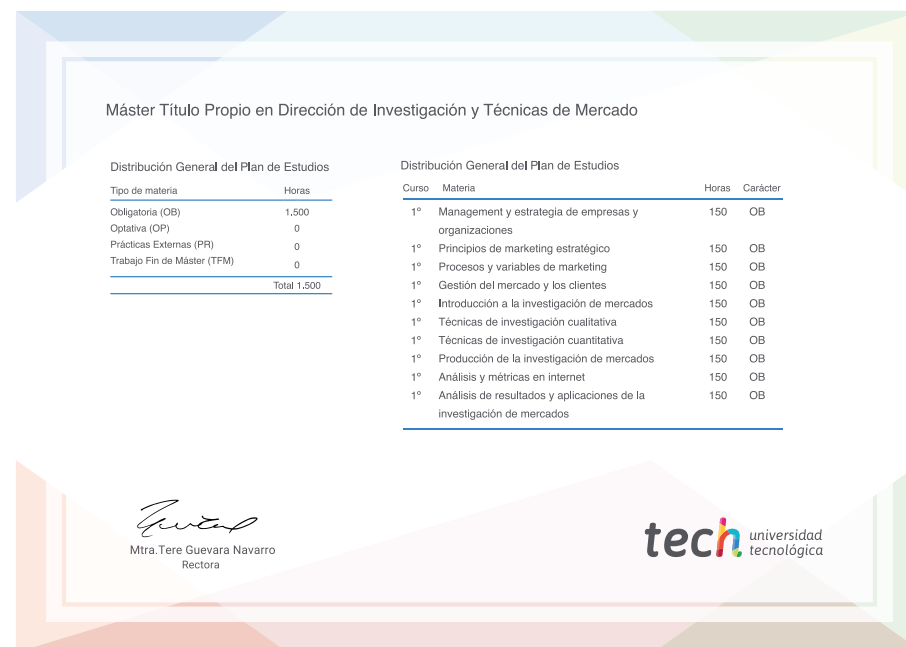 Máster Título Propio en Dirección de Investigación y Técnicas de Mercado
Distribución General del Plan de Estudios
Tipo de materia Horas
Obligatoria (OB) 1.500
Optativa (OP) 0
Prácticas Externas (PR) 0
Trabajo Fin de Máster (TFM) 0
Total 1.500
Distribución General del Plan de Estudios
Curso Materia Horas Carácter
1º Management y estrategia de empresas y 150 OB
organizaciones
1º Principios de marketing estratégico 150 OB
1º Procesos y variables de marketing 150 OB
1º Gestión del mercado y los clientes 150 OB
1º Introducción a la investigación de mercados 150 OB
1º Técnicas de investigación cualitativa 150 OB
1º Técnicas de investigación cuantitativa 150 OB
1º Producción de la investigación de mercados 150 OB
1º Análisis y métricas en internet 150 OB
1º Análisis de resultados y aplicaciones de la 150 OB
investigación de mercados
Mtra.Tere Guevara Navarro
Rectora
tech universidad
tecnológica